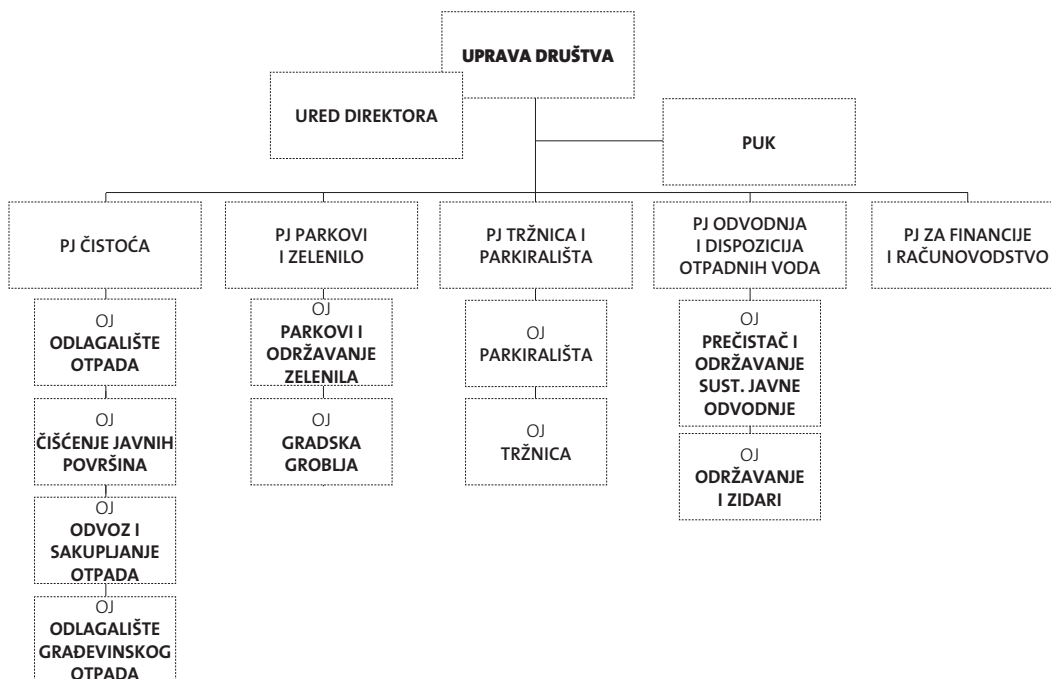 UPRAVA DRUŠTVA
URED DIREKTORA
PUK
PJ ČISTOĆA
PJ PARKOVI
I ZELENILO
PJ TRŽNICA I
PARKIRALIŠTA
PJ ODVODNJA
I DISPOZICIJA
OTPADNIH VODA
PJ ZA FINANCIJE
I RAČUNOVODSTVO
OJ
ODLAGALIŠTE
OTPADA
OJ
ČIŠĆENJE JAVNIH
POVRŠINA
OJ
ODVOZ I
SAKUPLJANJE
OTPADA
OJ
ODLAGALIŠTE
GRAĐEVINSKOG
OTPADA
OJ
PARKOVI I
ODRŽAVANJE
ZELENILA
OJ
GRADSKA
GROBLJA
OJ
PARKIRALIŠTA
OJ
TRŽNICA
OJ
PREČISTAČ I
ODRŽAVANJE
SUST. JAVNE
ODVODNJE
OJ
ODRŽAVANJE
I ZIDARI